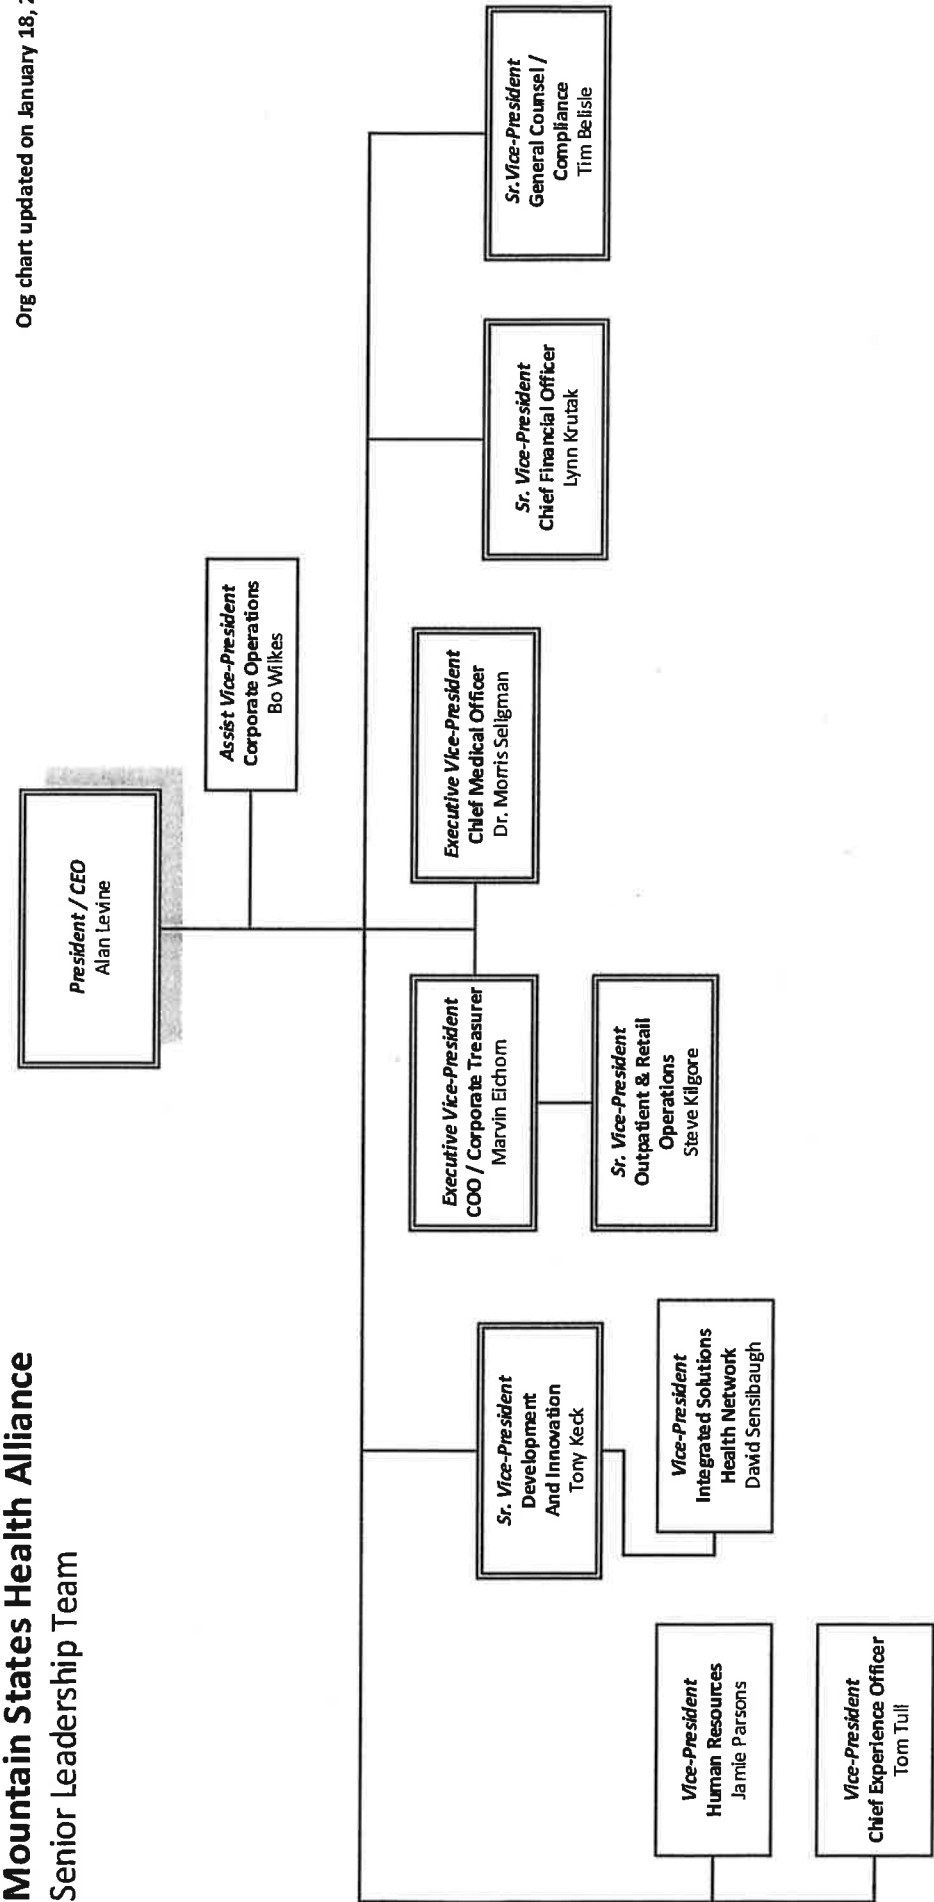 Mountain States Health Alliance
Senior Leadership Team
Org chart updated on January 18,
President / CEO
Alan Levine
Assist Vice-President
Corporate Operations
Bo Wilkes
Executive Vice-President
COO / Corporate Treasurer
Marvin Eichorn
Executive Vice-President
Chief Medical Officer
Dr. Morris Seligman
Sr. Vice-President
Development
And Innovation
Tony Keck
Sr. Vice-President
Chief Financial Officer
Lynn Krutak
Sr.Vice-President
General Counsel /
Compliance
Tim Belisle
Sr. Vice-President
Outpatient & Retail
Operations
Steve Kilgore
Vice-President
Human Resources
Jamie Parsons
Vice-President
Integrated Solutions
Health Network
David Sensibaugh
Vice-President
Chief Experience Officer
Tom Tull